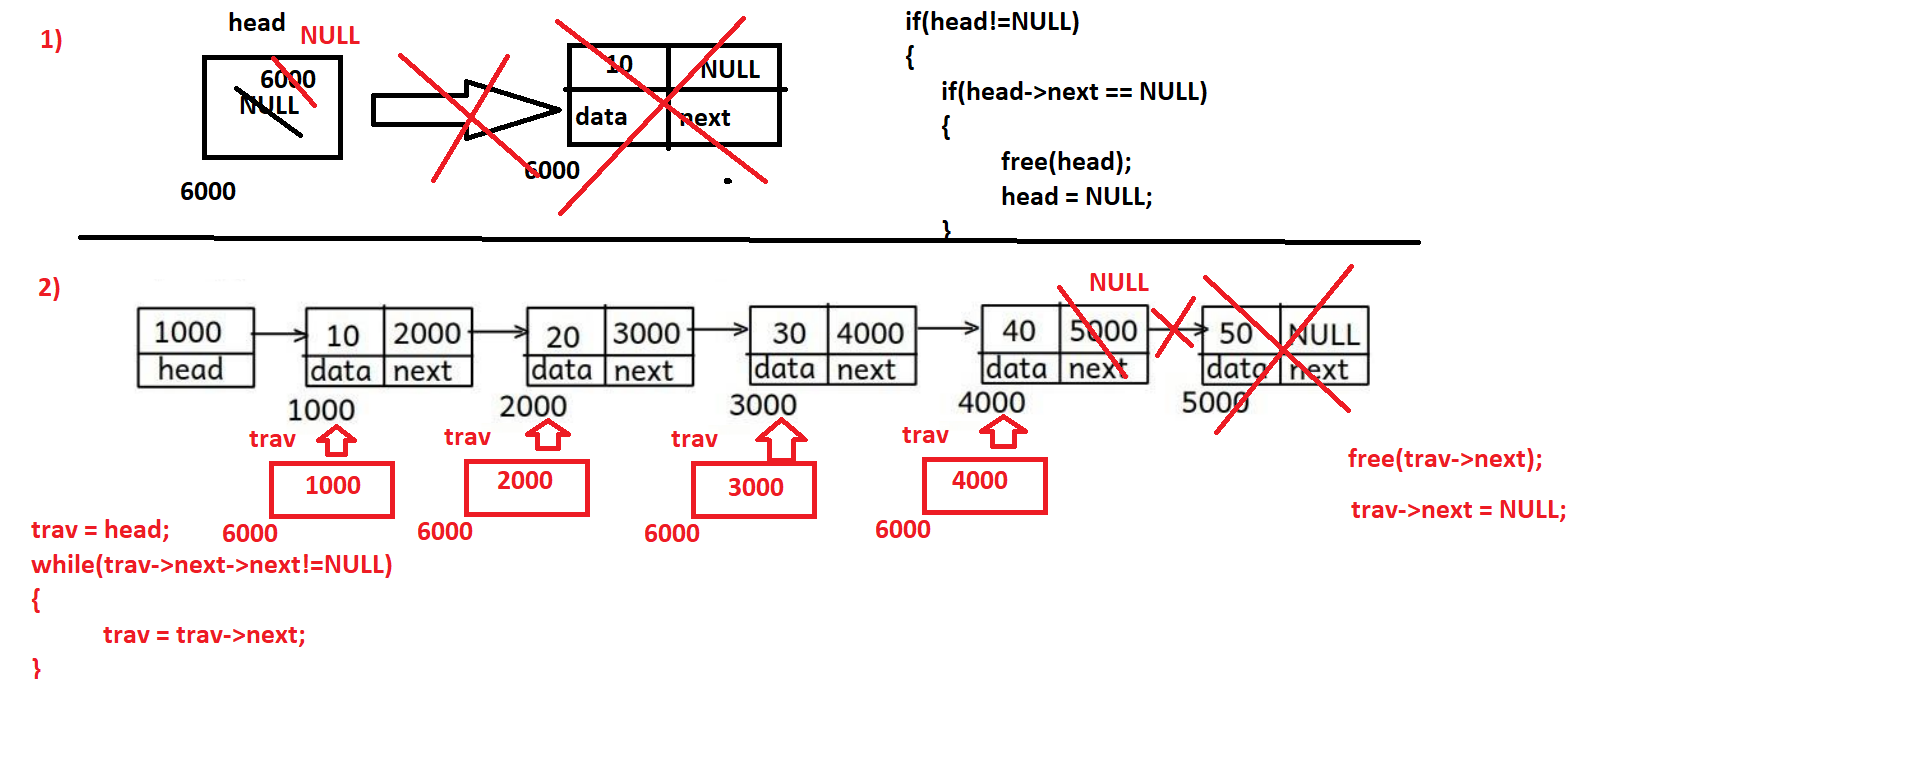 1)
head
NULL
6000
NULL
6000
10 NULL
data next
6000
if(head!=NULL)
{
if(head->next == NULL)
{
free(head);
head = NULL;
}
2)
NULL
1000 10 2000 20 3000 30 4000 40 5000 50 NULL
head data next data next data next data next data next
1000 2000 3000 4000 5000
trav trav trav trav
1000 2000 3000 4000
6000 6000 6000 6000
free(trav->next);
trav->next = NULL;
trav = head;
while(trav->next->next!=NULL)
{
trav = trav->next;
}